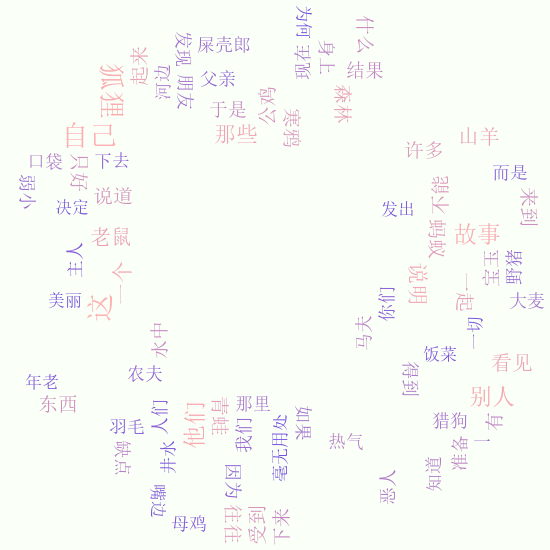 为何
什么
发现
屎壳郎
现在
身上
起来
河边
结果
狐狸
朋友
父亲
森林
于是
公鸡
寒鸦
自己
那些
山羊
许多
口袋
只好
下去
而是
弱小
说道
不能
来到
决定
发出
老鼠
蚂蚁
故事
主人
一个
宝玉
野猪
说明
一起
美丽
这
你们
大麦
水中
马夫
一切
饭菜
看见
年老
农夫
得到
东西
别人
羽毛
人们
他们
青蛙
那里
我们
毫无用处
如果
热气
猎狗
有一
准备
缺点
井水
因为
知道
恶人
嘴边
母鸡
往往
受到
下来